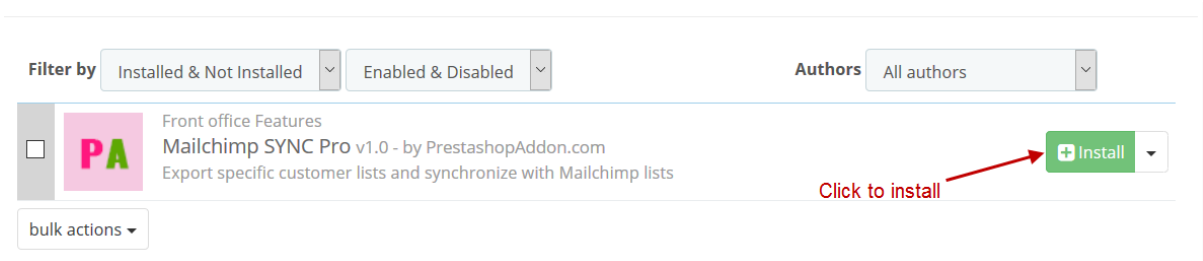 Filter by Installed & Not Installed Enabled & Disabled Authors All authors
Front office Features
PA Mailchimp SYNC Pro v1.0 - by PrestashopAddon.com Install
Export specific customer lists and synchronize with Mailchimp lists
Click to install
bulk actions